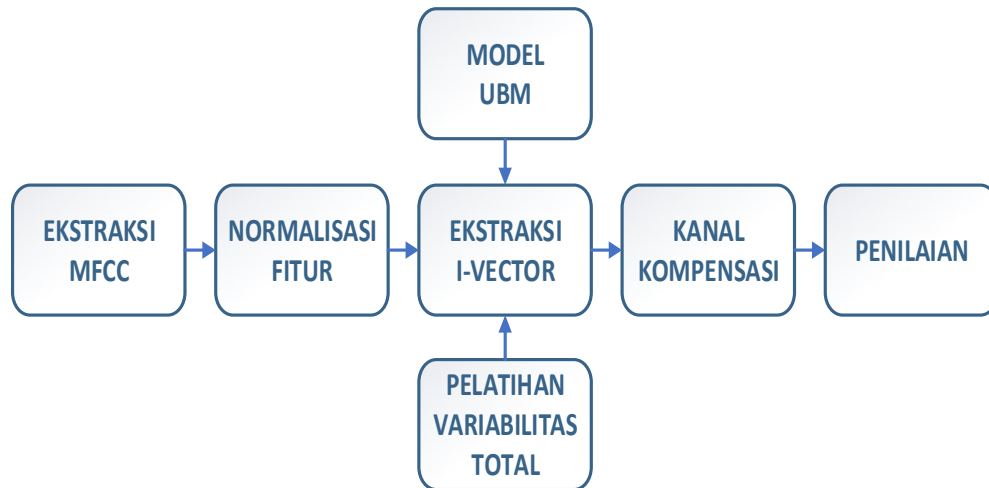 MODEL
UBM
EKSTRAKSI
MFCC
NORMALISASI
FITUR
EKSTRAKSI
I-VECTOR
KANAL
KOMPENSASI
PENILAIAN
PELATIHAN
VARIABILITAS
TOTAL